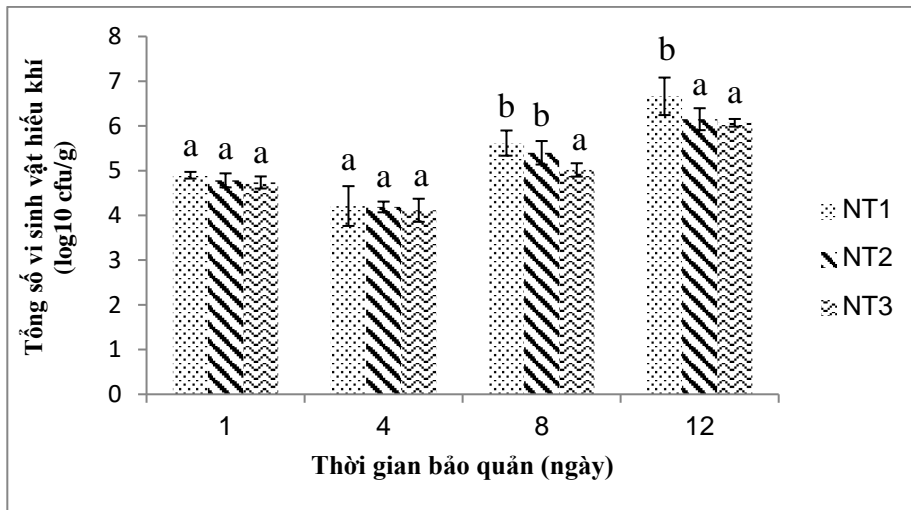 Tổng số vi sinh vật hiếu khí
(log10 cfu/g)
8
7
6
5
4
3
2
1
0
a a a
a a a
b b a
b a a
1 4 8 12
Thời gian bảo quản (ngày)
NT1
NT2
NT3